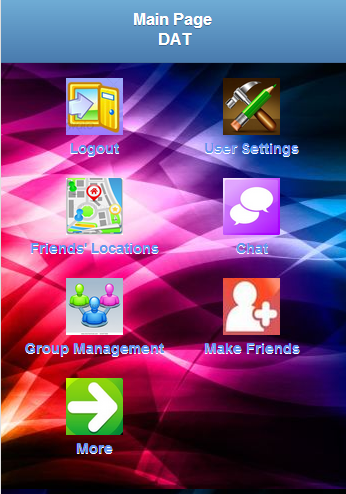 Main Page
DAT
Logout
User Settings
Friends' Locations
Chat
Group Management
Make Friends
More